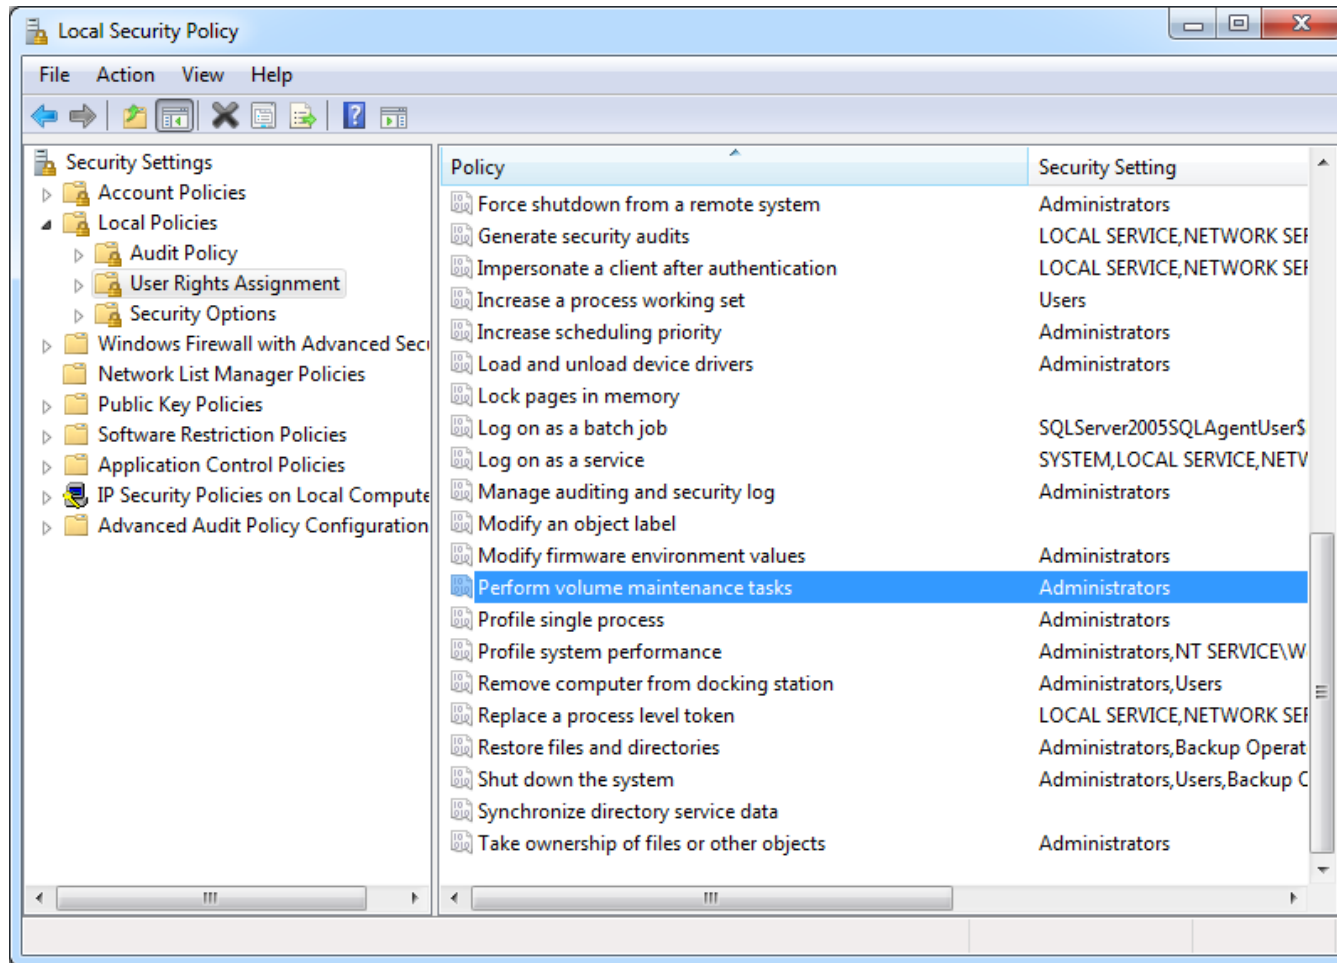 Local Security Policy
File Action View Help
Security Settings
Account Policies
Local Policies
Audit Policy
User Rights Assignment
Security Options
Windows Firewall with Advanced Secu
Network List Manager Policies
Public Key Policies
Software Restriction Policies
Application Control Policies
IP Security Policies on Local Compute
Advanced Audit Policy Configuration
Policy Security Setting
Force shutdown from a remote system Administrators
Generate security audits LOCAL SERVICE,NETWORK SER
Impersonate a client after authentication LOCAL SERVICE,NETWORK SER
Increase a process working set Users
Increase scheduling priority Administrators
Load and unload device drivers Administrators
Lock pages in memory
Log on as a batch job SQLServer2005SQLAgentUser$
Log on as a service SYSTEM,LOCAL SERVICE,NETW
Manage auditing and security log Administrators
Modify an object label
Modify firmware environment values Administrators
Perform volume maintenance tasks Administrators
Profile single process Administrators
Profile system performance Administrators,NT SERVICE\W
Remove computer from docking station Administrators,Users
Replace a process level token LOCAL SERVICE,NETWORK SER
Restore files and directories Administrators,Backup Operat
Shut down the system Administrators,Users,Backup O
Synchronize directory service data
Take ownership of files or other objects Administrators